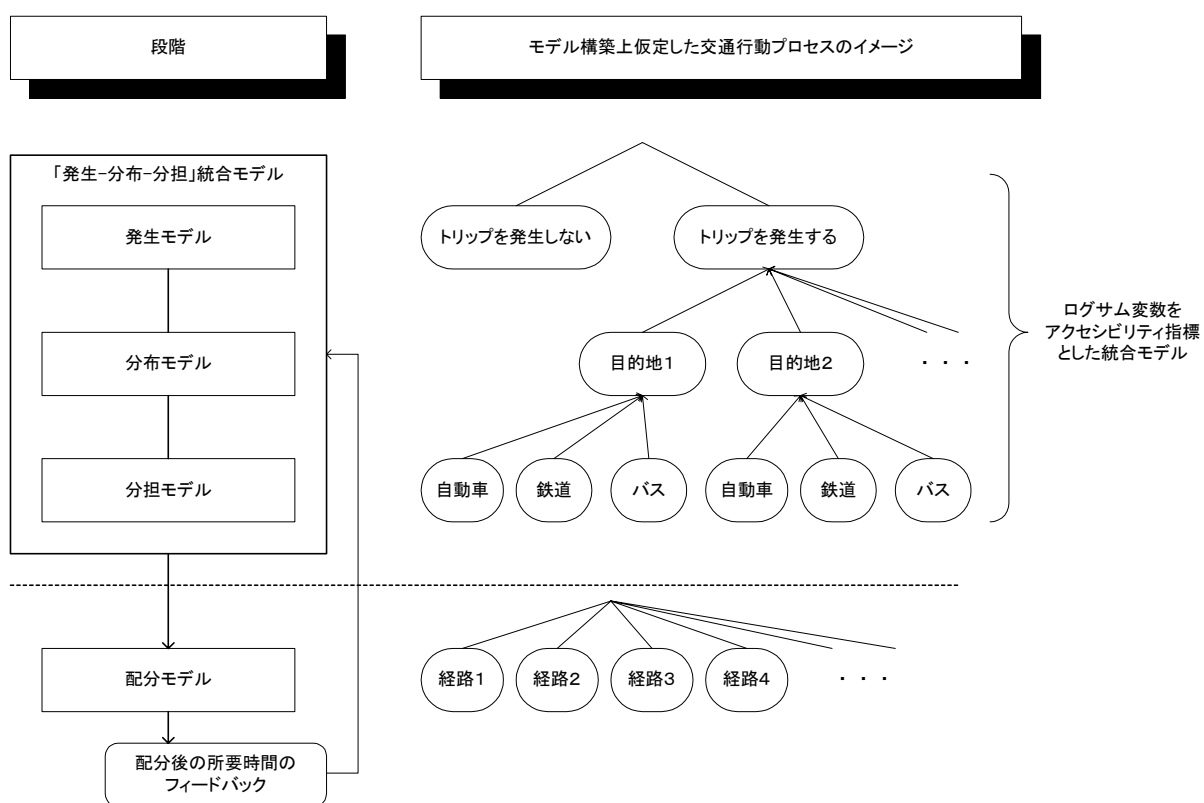 段階
モデル構築上仮定した交通行動プロセスのイメージ
「発生-分布-分担」統合モデル
発生モデル
分布モデル
分担モデル
トリップを発生しない
トリップを発生する
目的地1
目的地2
・ ・ ・
自動車
鉄道
バス
自動車
鉄道
バス
ログサム変数を
アクセシビリティ指標
とした統合モデル
配分モデル
配分後の所要時間の
フィードバック
経路1
経路2
経路3
経路4
・ ・ ・